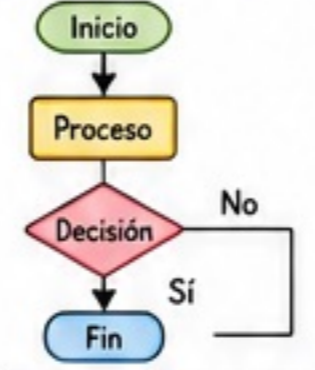 Inicio
Proceso
No
Decisión
Sí
Fin